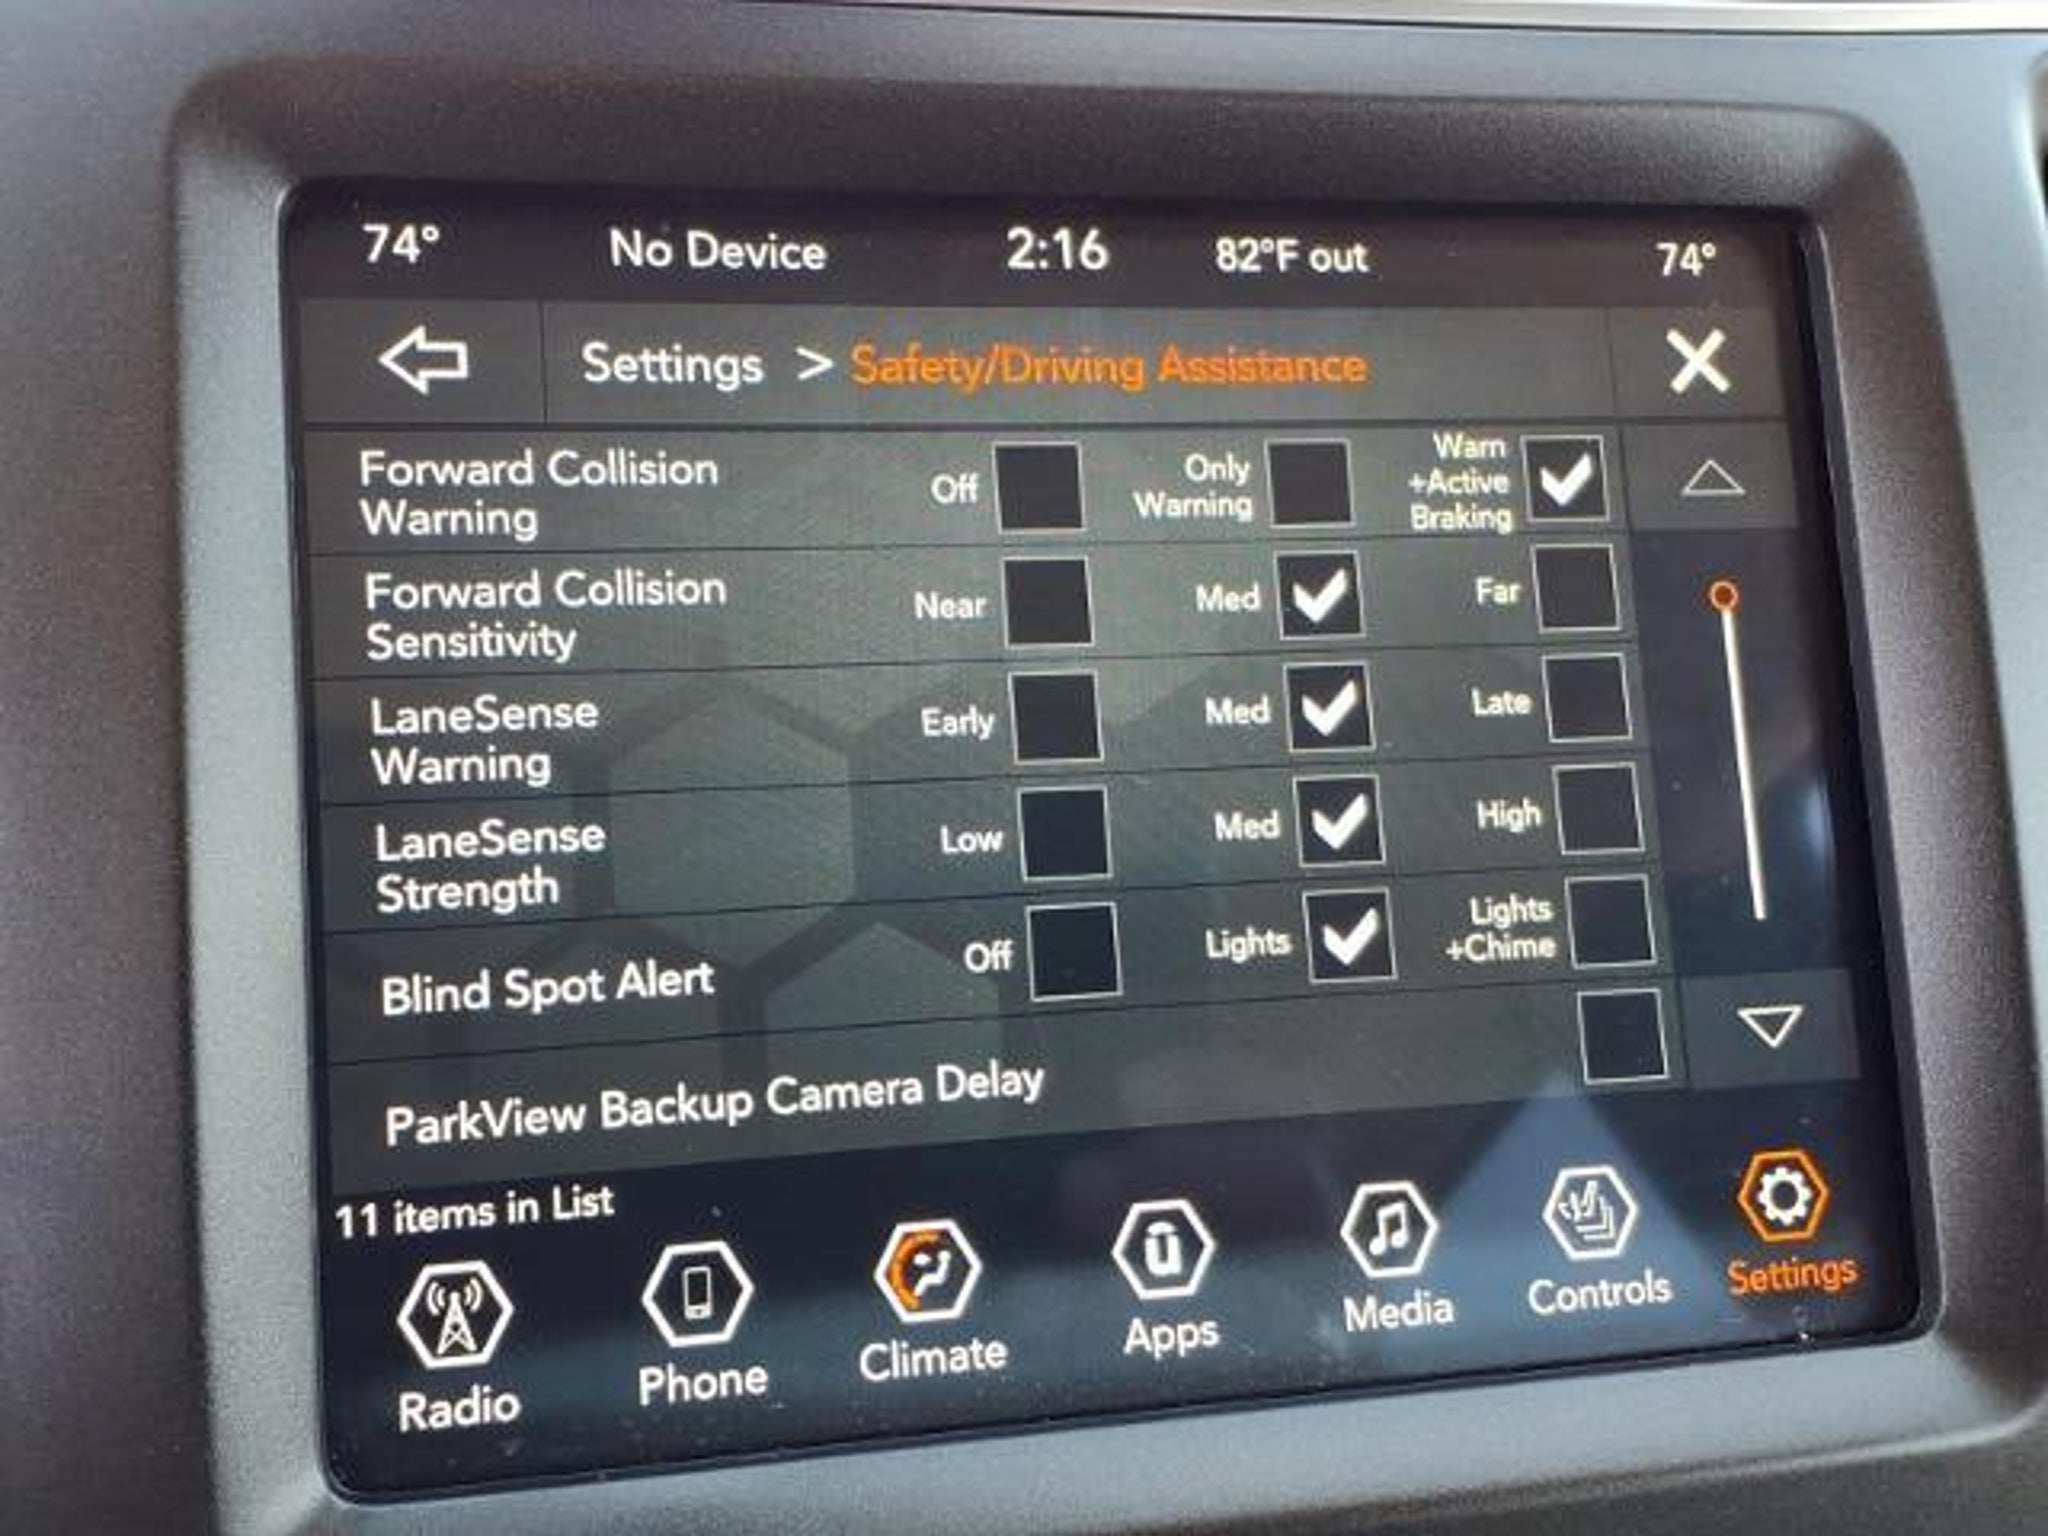 74° No Device 2:16 82°F out 74°
Settings > Safety/Driving Assistance
Forward Collision
Warning
Off
Only
Warning
Warn
+Active
Braking
Forward Collision
Sensitivity
Near
Med
Far
LaneSense
Warning
Early
Med
Late
LaneSense
Strength
Low
Med
High
Blind Spot Alert
Off
Lights
Lights
+Chime
ParkView Backup Camera Delay
11 items in List
Radio
Phone
Climate
Apps
Media
Controls
Settings